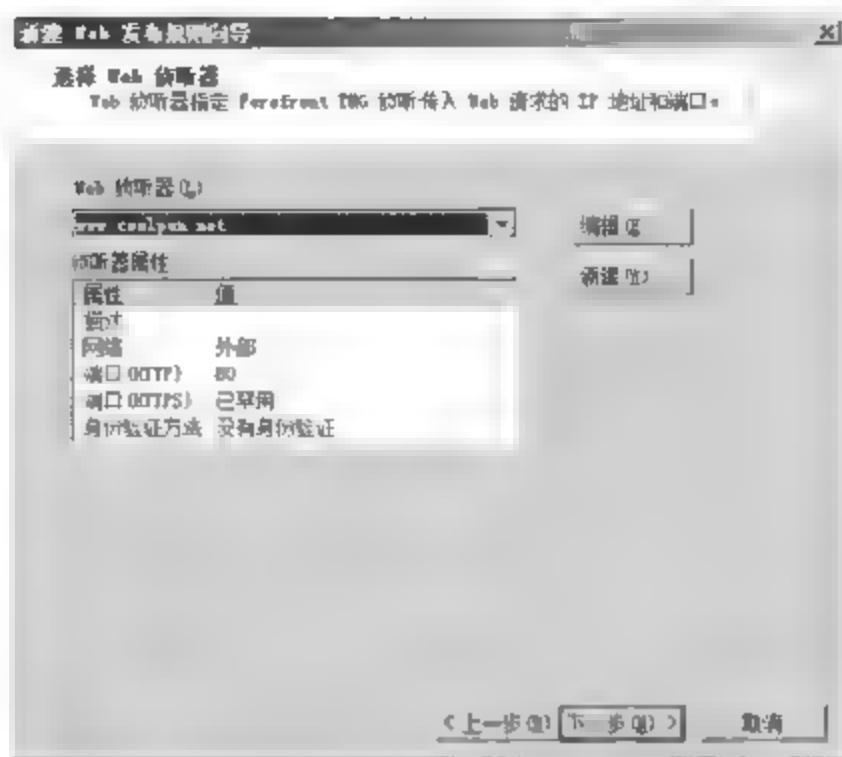 新建 Web 发布规则向导
选择 Web 侦听器
Web 侦听器指定 Forefront TMG 侦听传入 Web 请求的 IP 地址和端口。
Web 侦听器(L)
www net
编辑(E)
侦听器属性
新建(W)
属性 值
描述
网络 外部
端口(HTTP) 80
端口(HTTPS) 已禁用
身份验证方法 没有身份验证
< 上一步(B) 下一步(N) > 取消